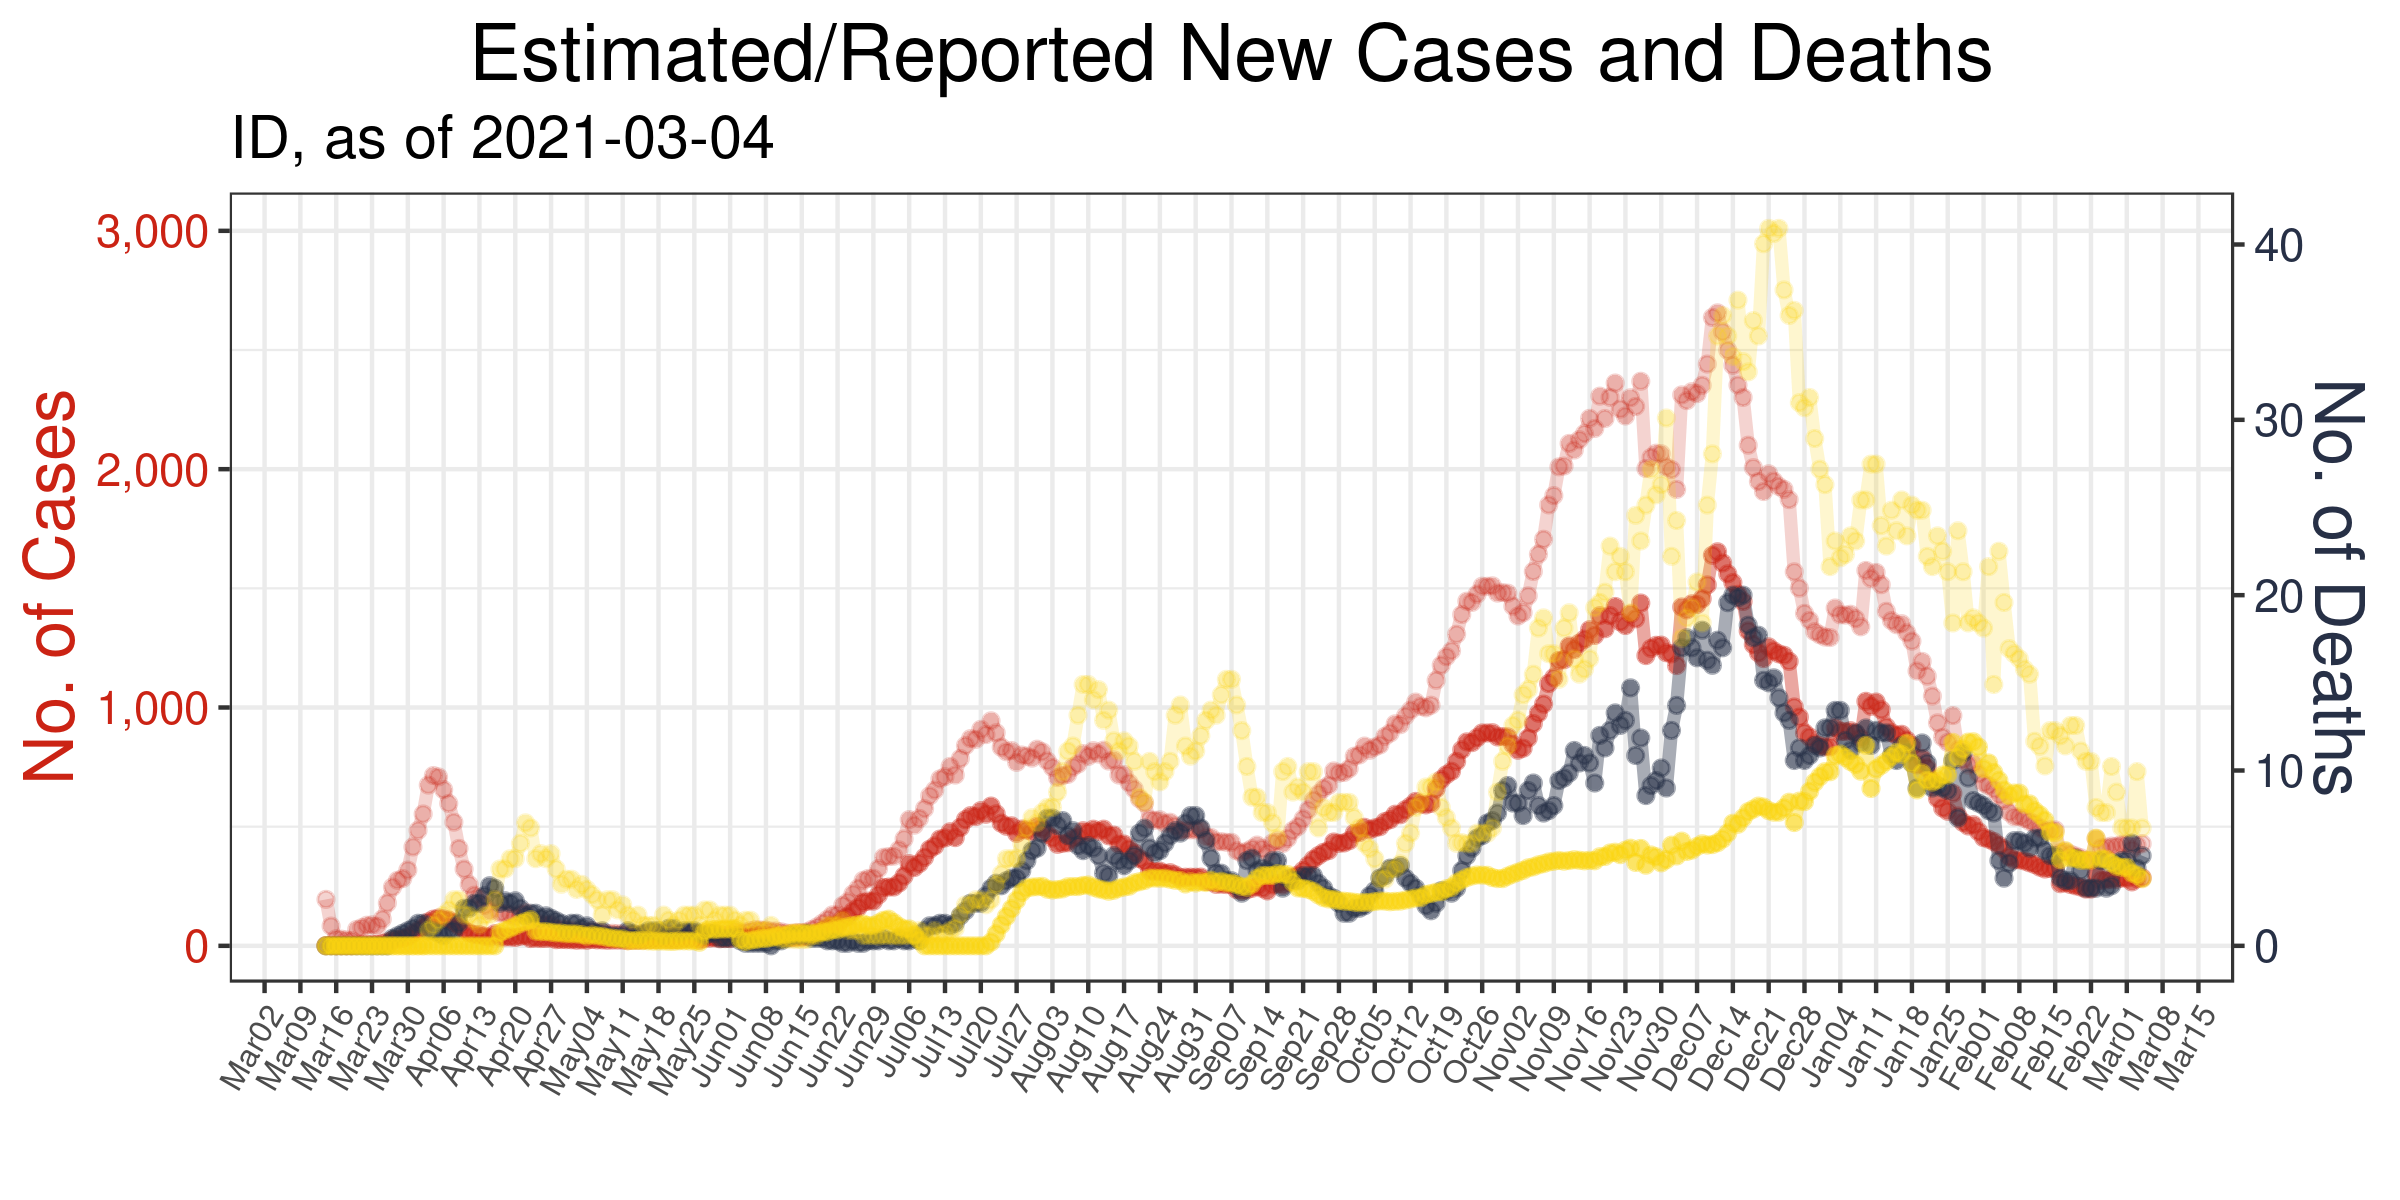 Estimated/Reported New Cases and Deaths
ID, as of 2021-03-04
No. of Cases
3,000
2,000
1,000
0
40
30
20
10
0
No. of Deaths
Mar02
Mar09
Mar16
Mar23
Mar30
Apr06
Apr13
Apr20
Apr27
May04
May11
May18
May25
Jun01
Jun08
Jun15
Jun22
Jun29
Jul06
Jul13
Jul20
Jul27
Aug03
Aug10
Aug17
Aug24
Aug31
Sep07
Sep14
Sep21
Sep28
Oct05
Oct12
Oct19
Oct26
Nov02
Nov09
Nov16
Nov23
Nov30
Dec07
Dec14
Dec21
Dec28
Jan04
Jan11
Jan18
Jan25
Feb01
Feb08
Feb15
Feb22
Mar01
Mar08
Mar15